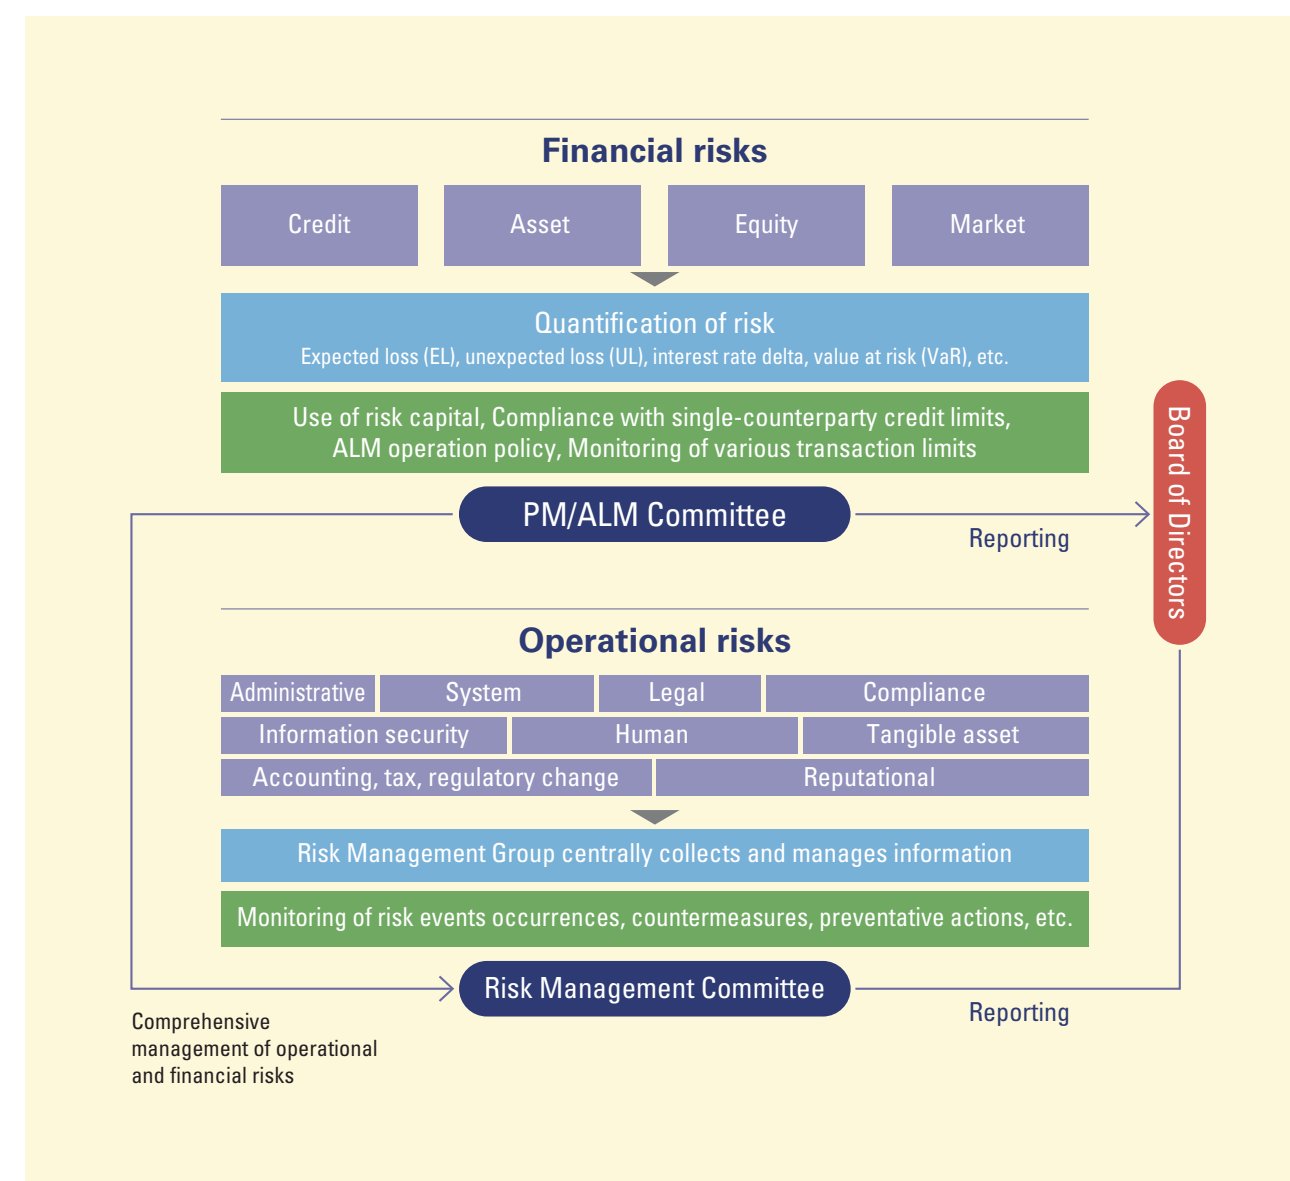 Financial risks
Credit
Asset
Equity
Market
Quantification of risk
Expected loss (EL), unexpected loss (UL), interest rate delta, value at risk (VaR), etc.
Use of risk capital, Compliance with single-counterparty credit limits,
ALM operation policy, Monitoring of various transaction limits
PM/ALM Committee
Reporting
Board of Directors
Operational risks
Administrative
System
Legal
Compliance
Information security
Human
Tangible asset
Accounting, tax, regulatory change
Reputational
Risk Management Group centrally collects and manages information
Monitoring of risk events occurrences, countermeasures, preventative actions, etc.
Risk Management Committee
Reporting
Comprehensive
management of operational
and financial risks